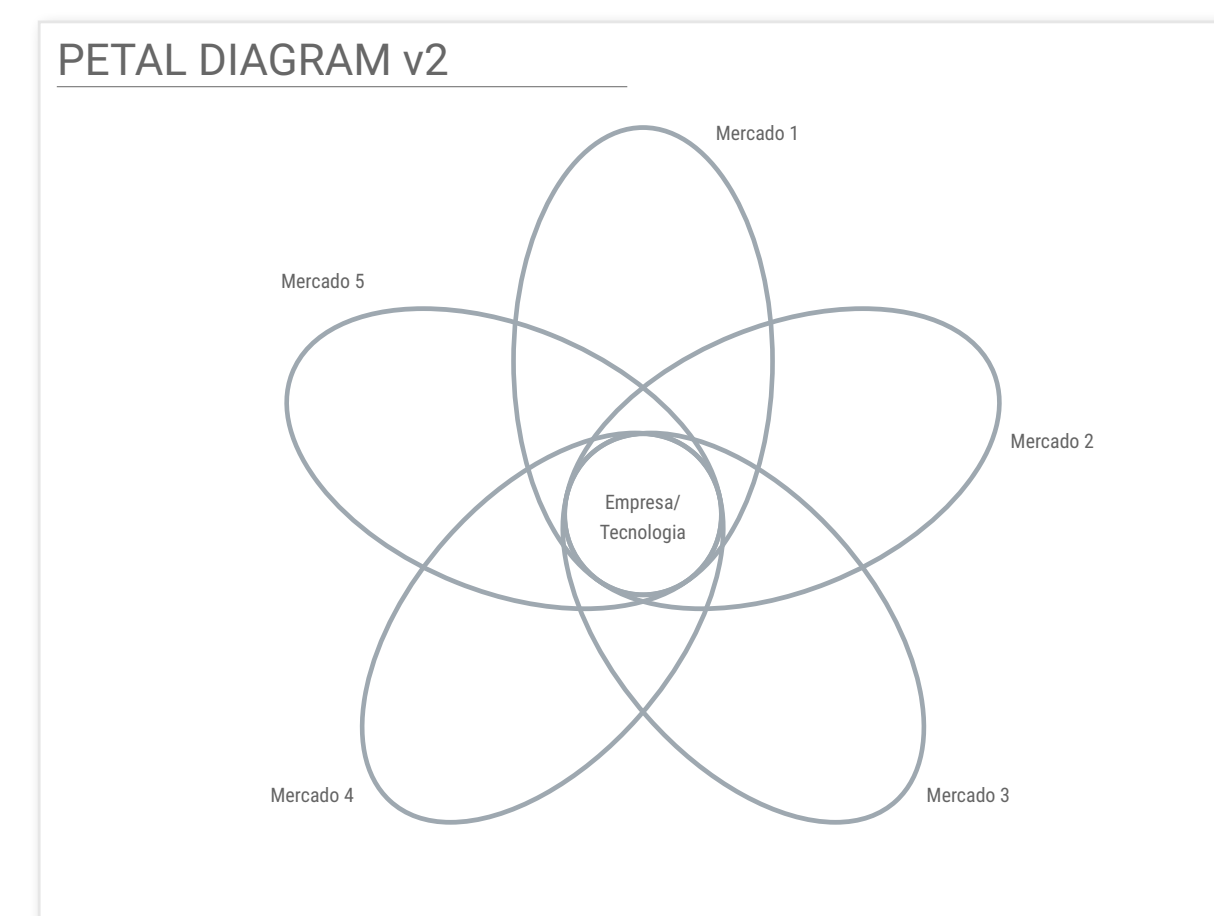 PETAL DIAGRAM v2
Mercado 1
Mercado 5
Mercado 2
Empresa/
Tecnologia
Mercado 4
Mercado 3